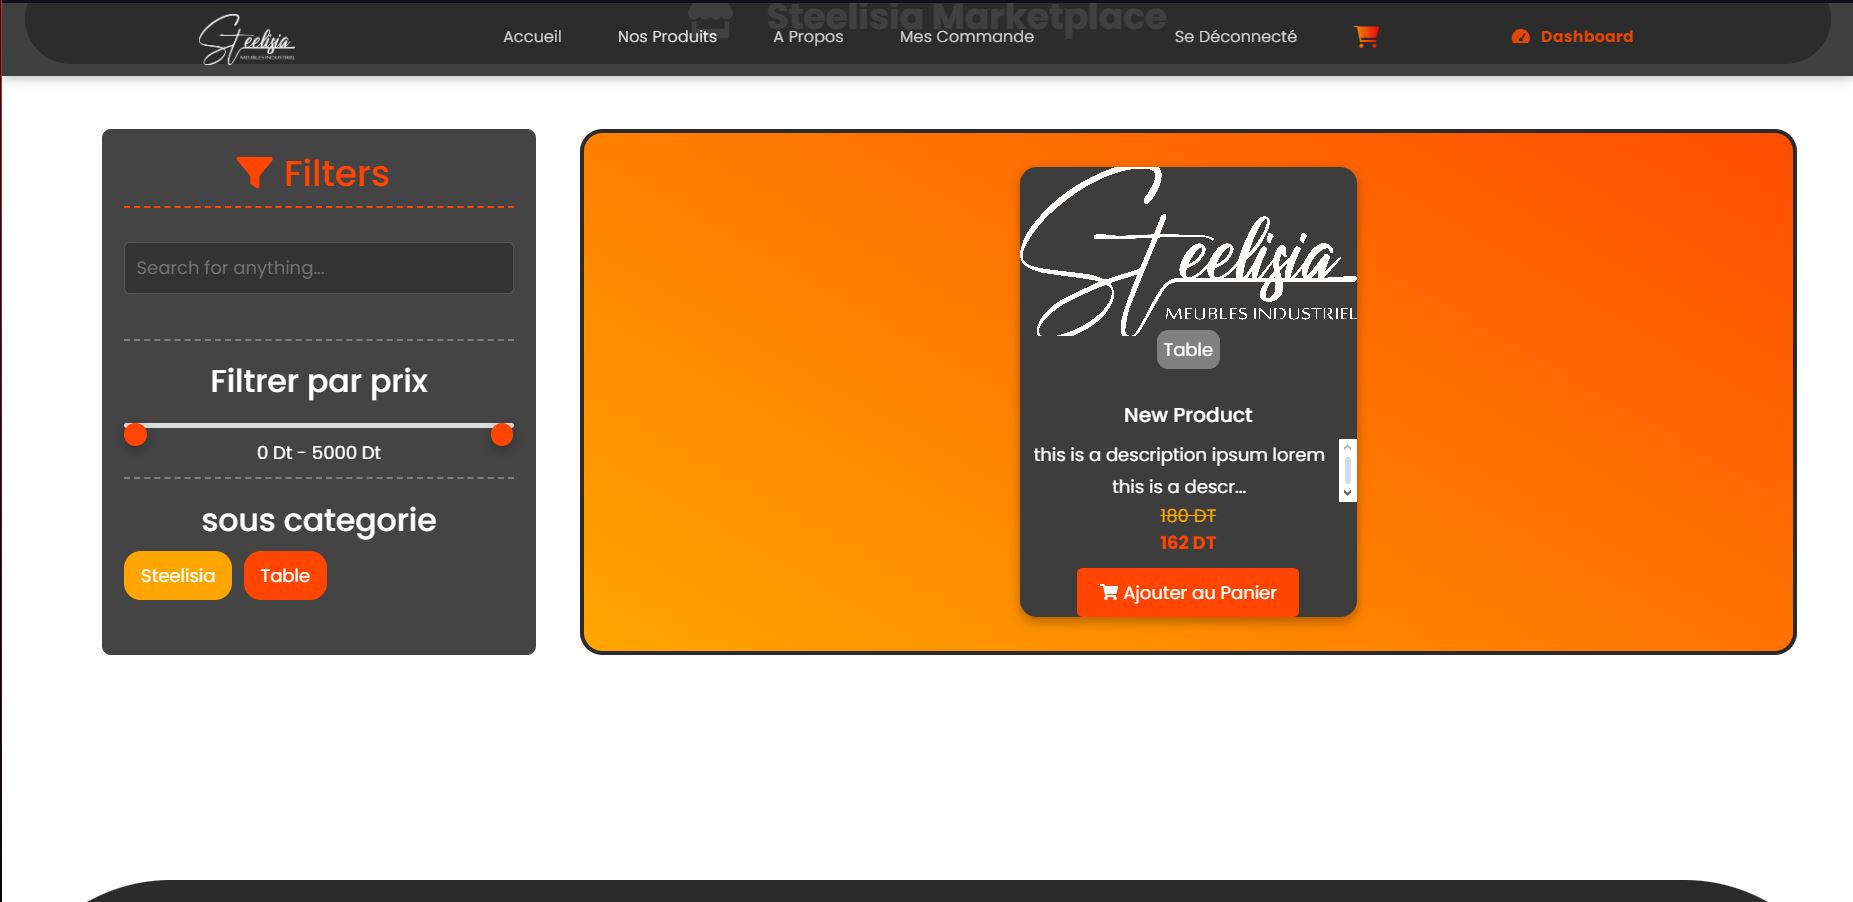 Steelisia Marketplace
Steelisia
MEUBLES INDUSTRIEL
Accueil
Nos Produits
A Propos
Mes Commande
Se Déconnecté
Dashboard
Filters
Search for anything...
Filtrer par prix
0 Dt - 5000 Dt
sous categorie
Steelisia
Table
Steelisia
MEUBLES INDUSTRIEL
Table
New Product
this is a description ipsum lorem
this is a descr...
180 DT
162 DT
Ajouter au Panier